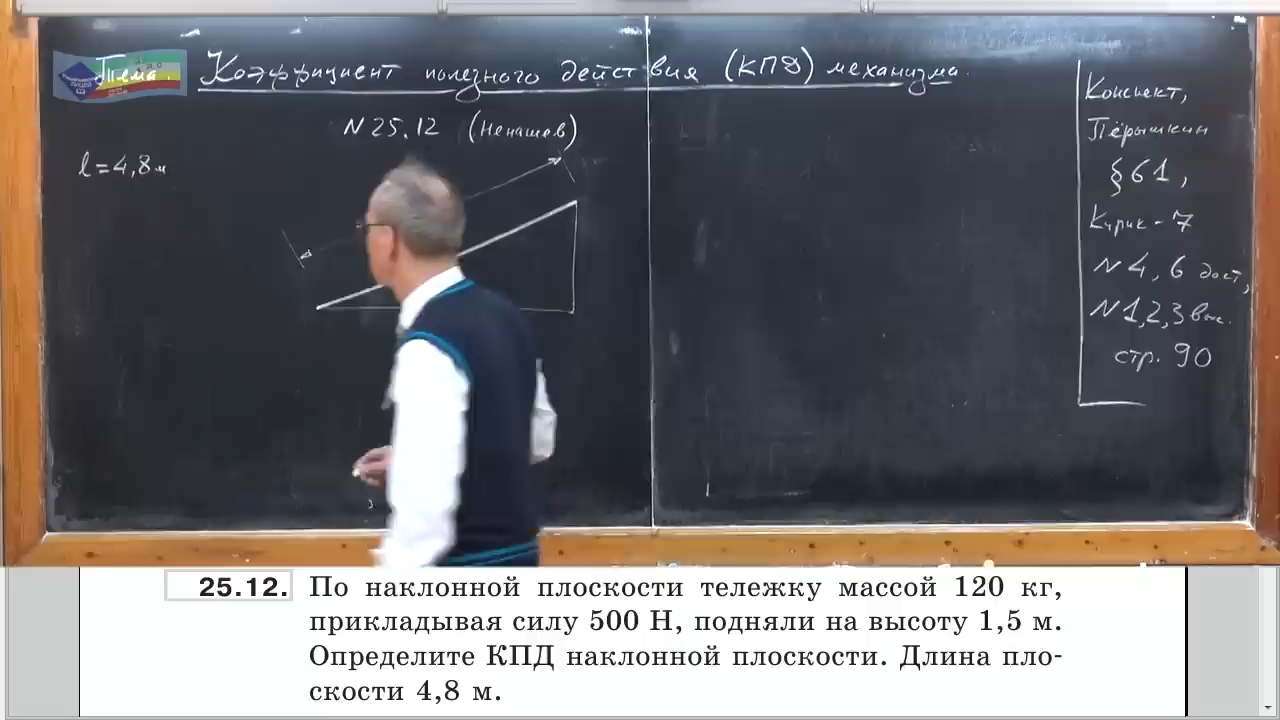 Тема. Коэффициент полезного действия (КПД) механизма.
N 25.12 (Ненашев)
l = 4,8 м
Конспект,
Пёрышкин
§ 61,
Кирик - 7
N 4, 6 дост,
N 1, 2, 3 выс.
стр. 90
25.12. По наклонной плоскости тележку массой 120 кг,
прикладывая силу 500 Н, подняли на высоту 1,5 м.
Определите КПД наклонной плоскости. Длина пло-
скости 4,8 м.